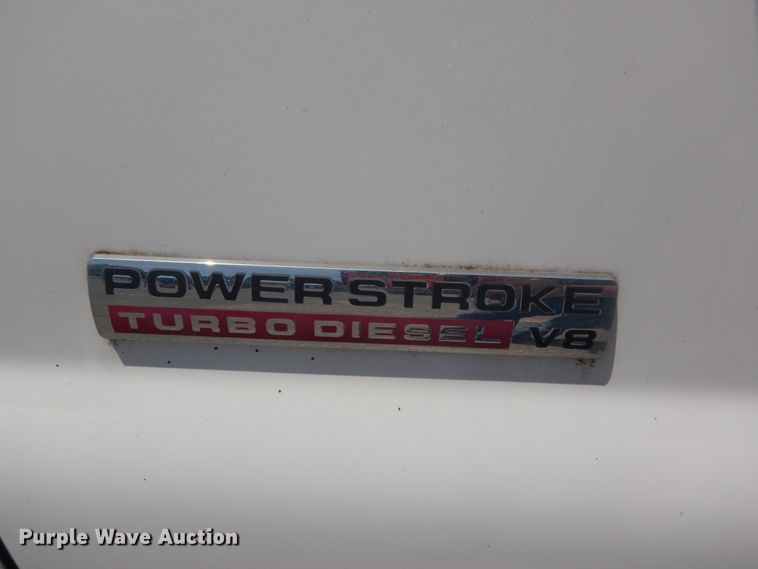 POWER STROKE
TURBO DIESEL V8
Purple Wave Auction